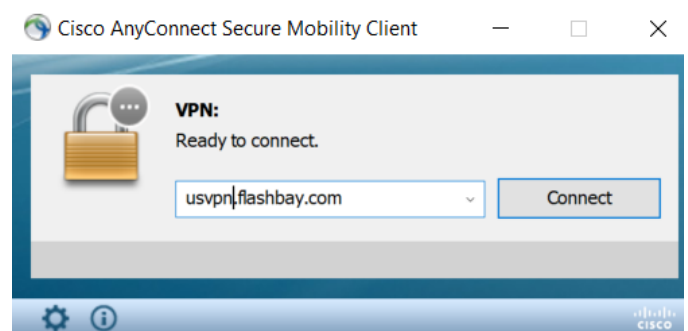 Cisco AnyConnect Secure Mobility Client
VPN:
Ready to connect.
usvpn.flashbay.com
Connect
cisco